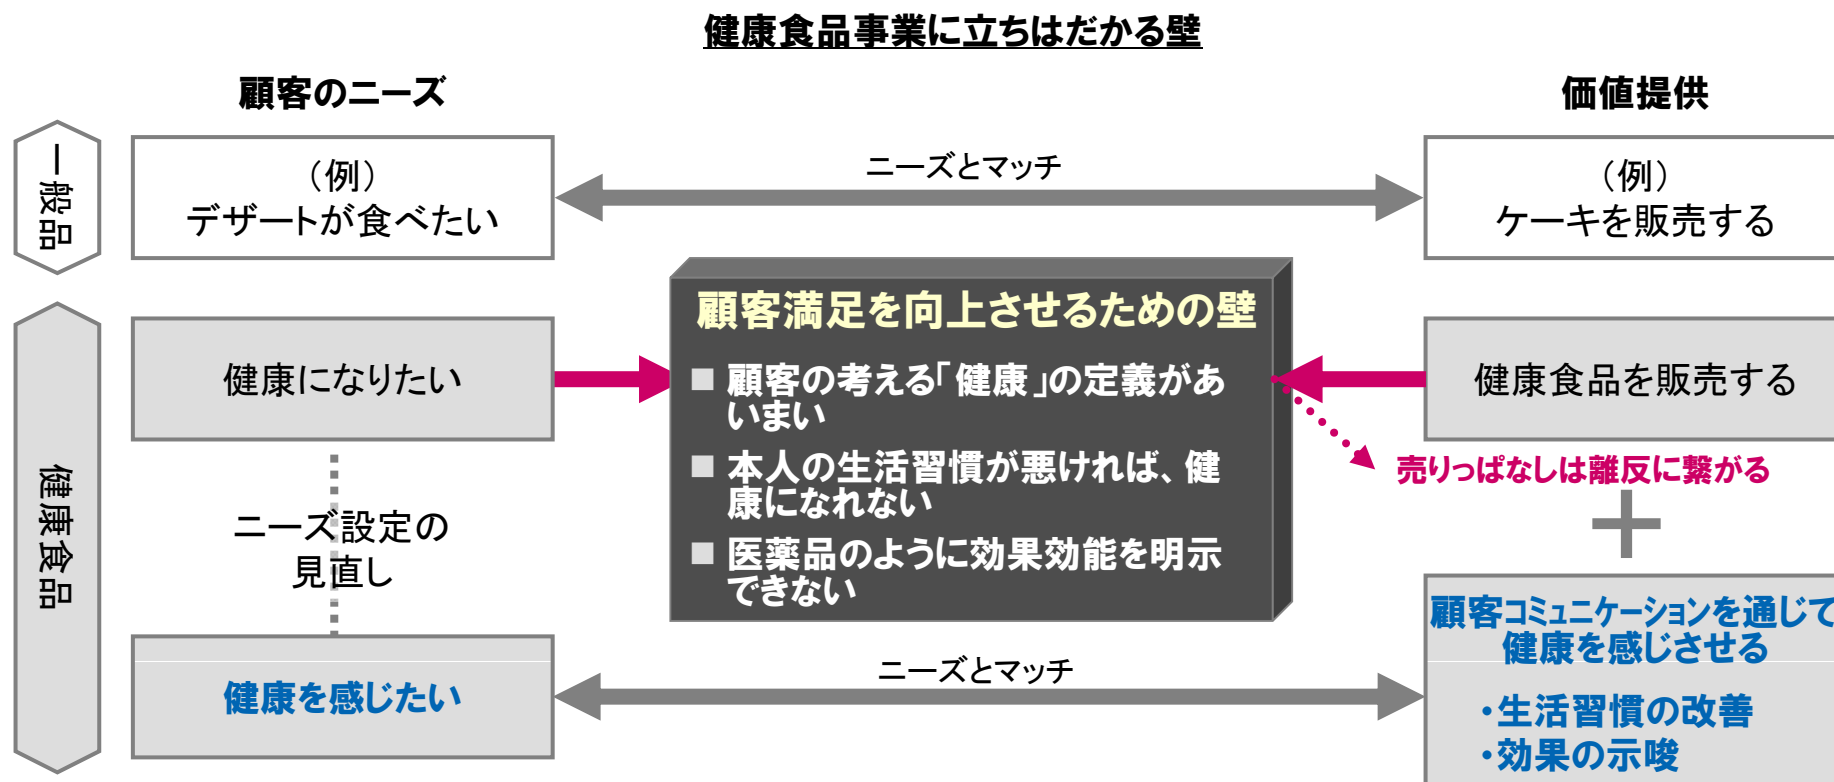 健康食品事業に立ちはだかる壁
顧客のニーズ
価値提供
一般品
（例）
デザートが食べたい
ニーズとマッチ
（例）
ケーキを販売する
健康食品
健康になりたい
顧客満足を向上させるための壁
■ 顧客の考える「健康」の定義があ
いまい
■ 本人の生活習慣が悪ければ、健
康になれない
■ 医薬品のように効果効能を明示
できない
健康食品を販売する
売りっぱなしは離反に繋がる
＋
ニーズ設定の
見直し
健康を感じたい
ニーズとマッチ
顧客コミュニケーションを通じて
健康を感じさせる
・生活習慣の改善
・効果の示唆